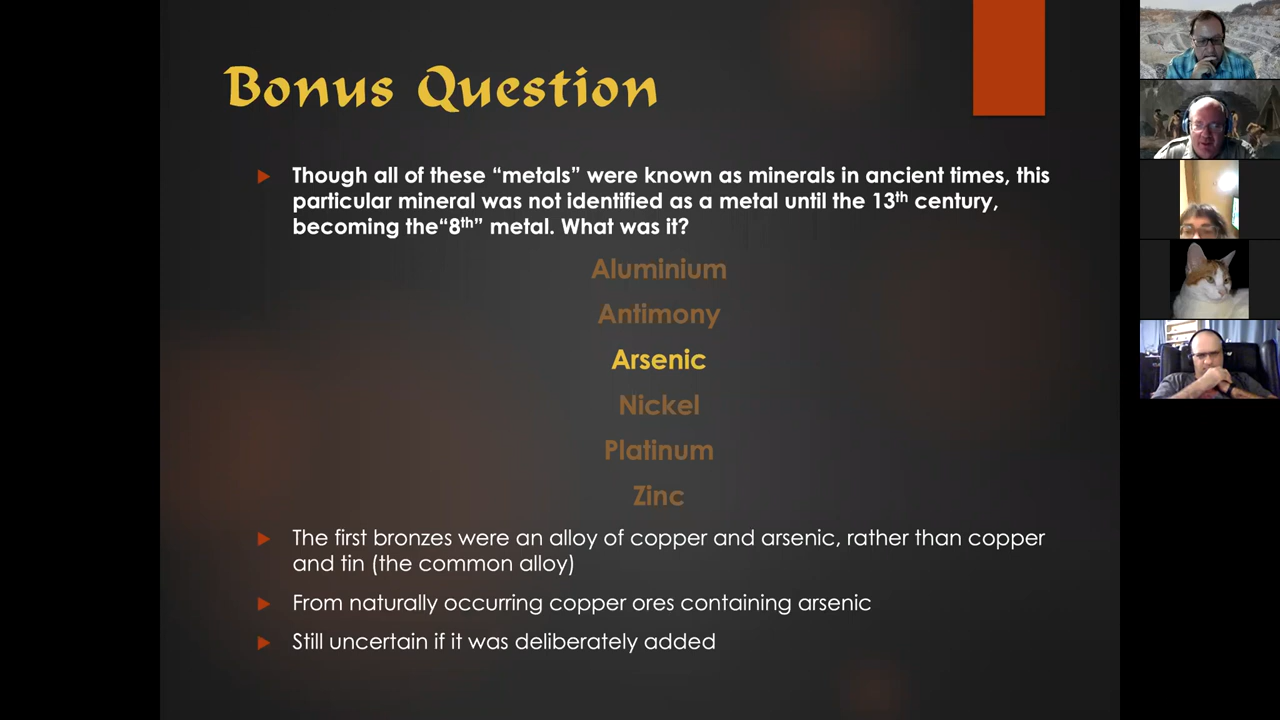 Bonus Question
Though all of these “metals” were known as minerals in ancient times, this
particular mineral was not identified as a metal until the 13th century,
becoming the“8th” metal. What was it?
Aluminium
Antimony
Arsenic
Nickel
Platinum
Zinc
The first bronzes were an alloy of copper and arsenic, rather than copper
and tin (the common alloy)
From naturally occurring copper ores containing arsenic
Still uncertain if it was deliberately added